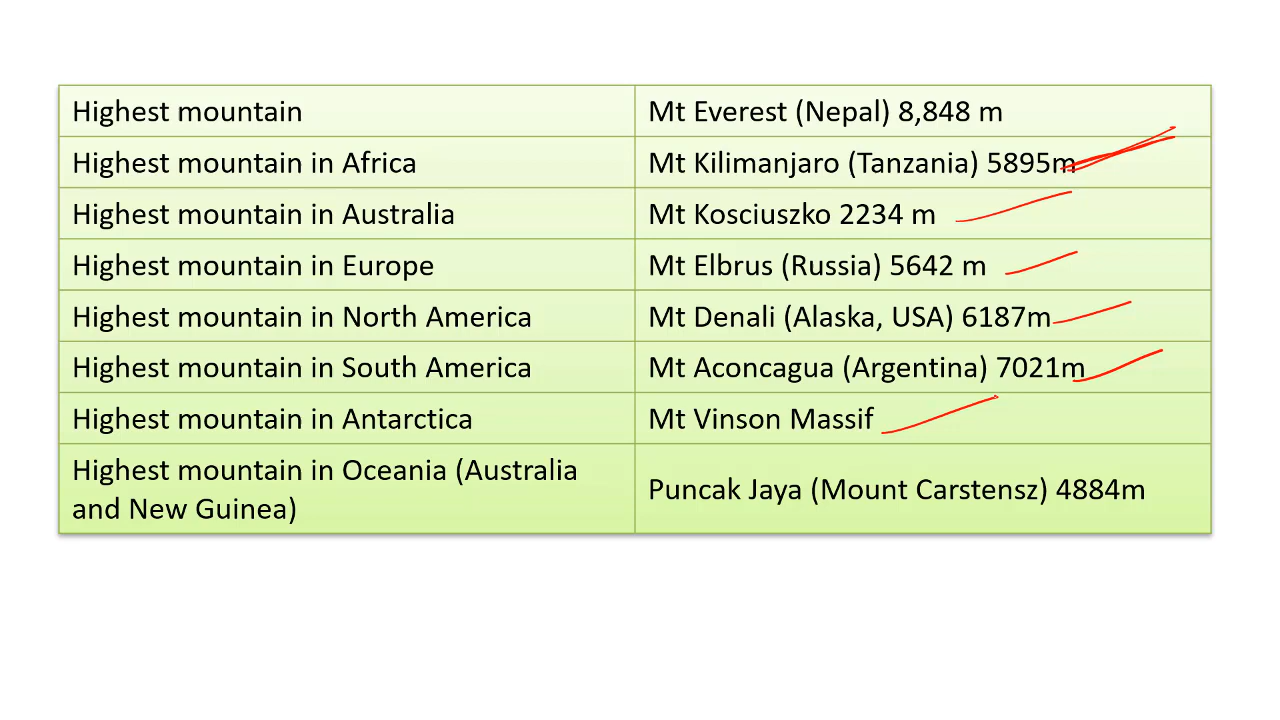 Highest mountain
Mt Everest (Nepal) 8,848 m
Highest mountain in Africa
Mt Kilimanjaro (Tanzania) 5895m
Highest mountain in Australia
Mt Kosciuszko 2234 m
Highest mountain in Europe
Mt Elbrus (Russia) 5642 m
Highest mountain in North America
Mt Denali (Alaska, USA) 6187m
Highest mountain in South America
Mt Aconcagua (Argentina) 7021m
Highest mountain in Antarctica
Mt Vinson Massif
Highest mountain in Oceania (Australia
and New Guinea)
Puncak Jaya (Mount Carstensz) 4884m